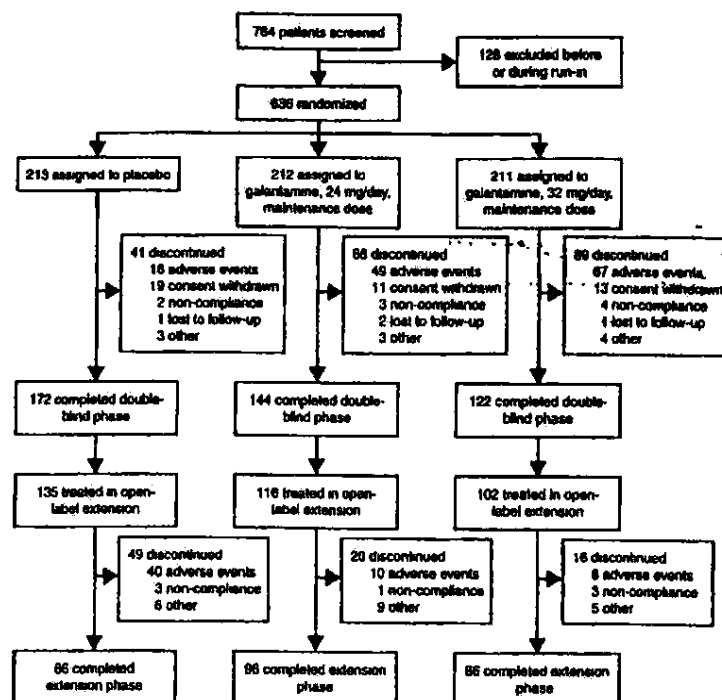 764 patients screened
128 excluded before
or during run-in
636 randomized
213 assigned to placebo
212 assigned to
galantamine, 24 mg/day,
maintenance dose
211 assigned to
galantamine, 32 mg/day,
maintenance dose
41 discontinued
16 adverse events
19 consent withdrawn
2 non-compliance
1 lost to follow-up
3 other
68 discontinued
49 adverse events
11 consent withdrawn
3 non-compliance
2 lost to follow-up
3 other
89 discontinued
67 adverse events
13 consent withdrawn
4 non-compliance
1 lost to follow-up
4 other
172 completed double-
blind phase
144 completed double-
blind phase
122 completed double-
blind phase
135 treated in open-
label extension
116 treated in open-
label extension
102 treated in open-
label extension
49 discontinued
40 adverse events
3 non-compliance
6 other
20 discontinued
10 adverse events
1 non-compliance
9 other
16 discontinued
8 adverse events
3 non-compliance
5 other
86 completed
extension phase
96 completed extension
phase
86 completed extension
phase